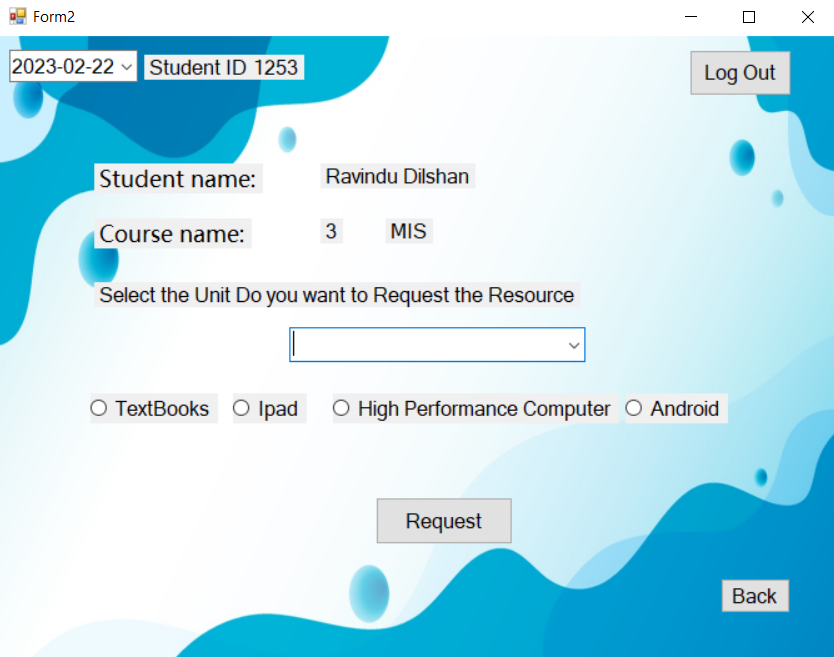 Form2
2023-02-22 Student ID 1253 Log Out
Student name: Ravindu Dilshan
Course name: 3 MIS
Select the Unit Do you want to Request the Resource
TextBooks Ipad High Performance Computer Android
Request
Back